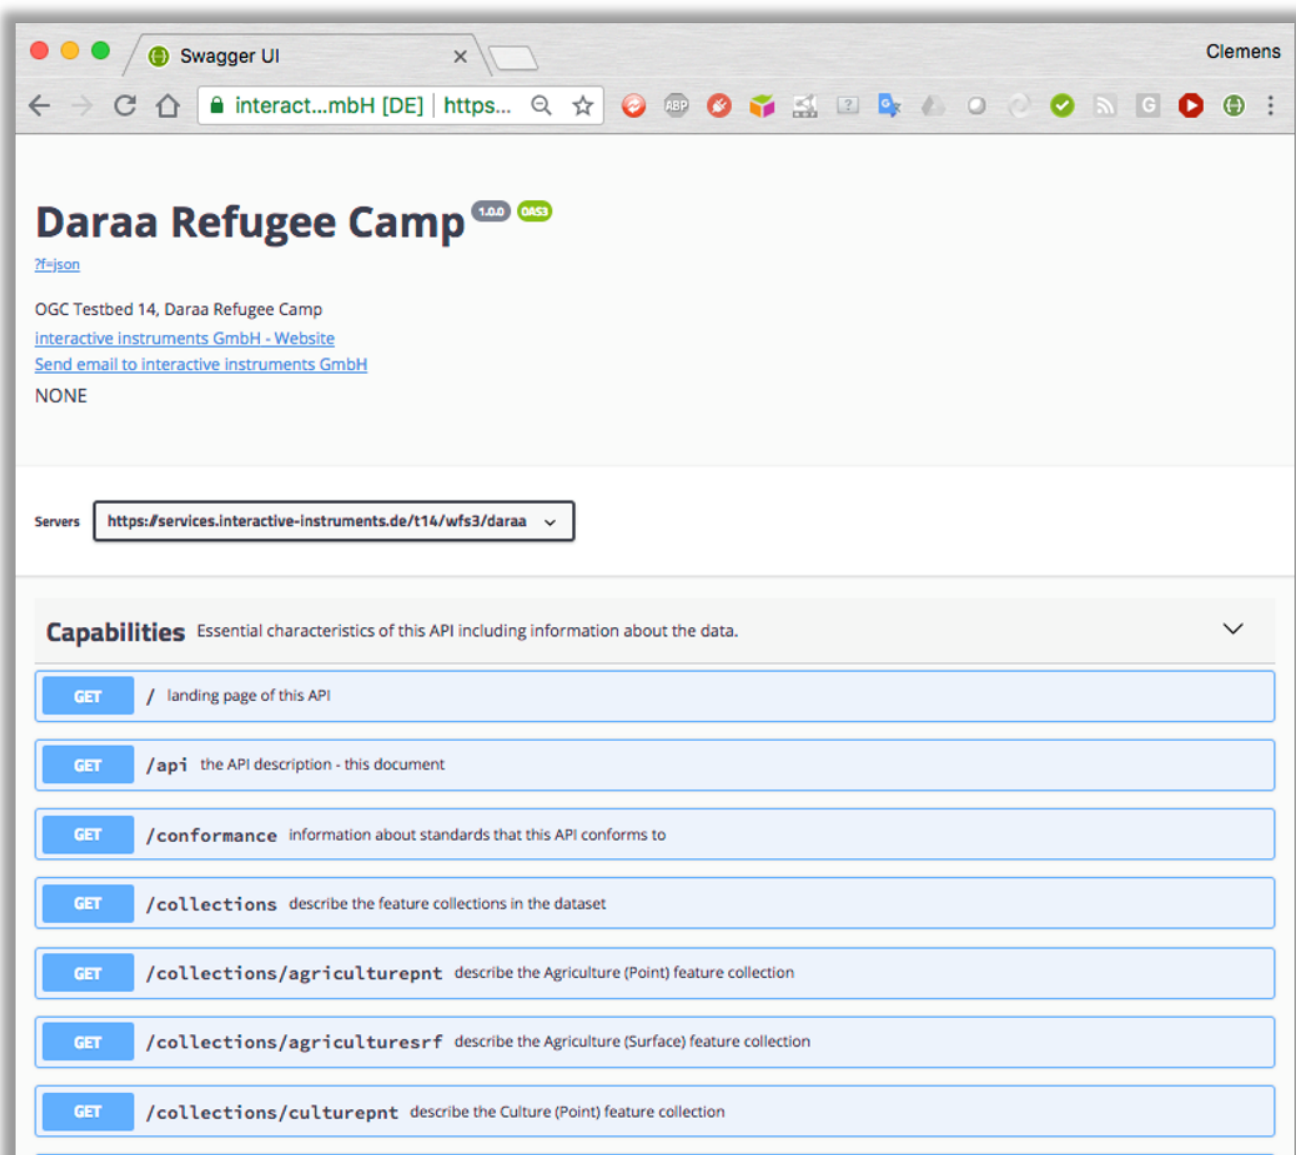 Swagger UI
Clemens
interact...mbH [DE] | https...
ABP
?
G
G
Daraa Refugee Camp 1.0.0 OAS3
?f=json
OGC Testbed 14, Daraa Refugee Camp
interactive instruments GmbH - Website
Send email to interactive instruments GmbH
NONE
Servers https://services.interactive-instruments.de/t14/wfs3/daraa
Capabilities Essential characteristics of this API including information about the data.
GET / landing page of this API
GET /api the API description - this document
GET /conformance information about standards that this API conforms to
GET /collections describe the feature collections in the dataset
GET /collections/agriculturepnt describe the Agriculture (Point) feature collection
GET /collections/agriculturesrf describe the Agriculture (Surface) feature collection
GET /collections/culturepnt describe the Culture (Point) feature collection